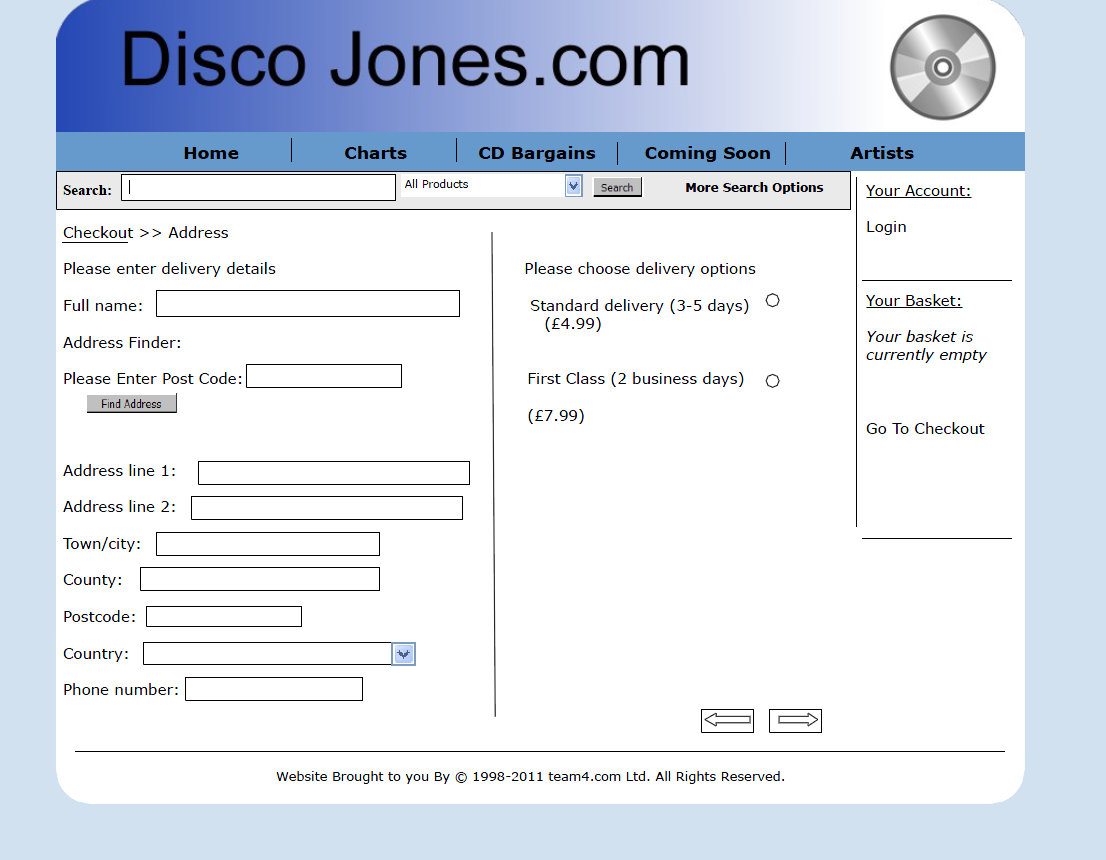 Disco Jones.com
Home Charts CD Bargains Coming Soon Artists
Search: All Products Search More Search Options
Your Account:
Login
Your Basket:
Your basket is
currently empty
Go To Checkout
Checkout >> Address
Please enter delivery details
Full name:
Address Finder:
Please Enter Post Code:
Find Address
Address line 1:
Address line 2:
Town/city:
County:
Postcode:
Country:
Phone number:
Please choose delivery options
Standard delivery (3-5 days)
(£4.99)
First Class (2 business days)
(£7.99)
Website Brought to you By © 1998-2011 team4.com Ltd. All Rights Reserved.